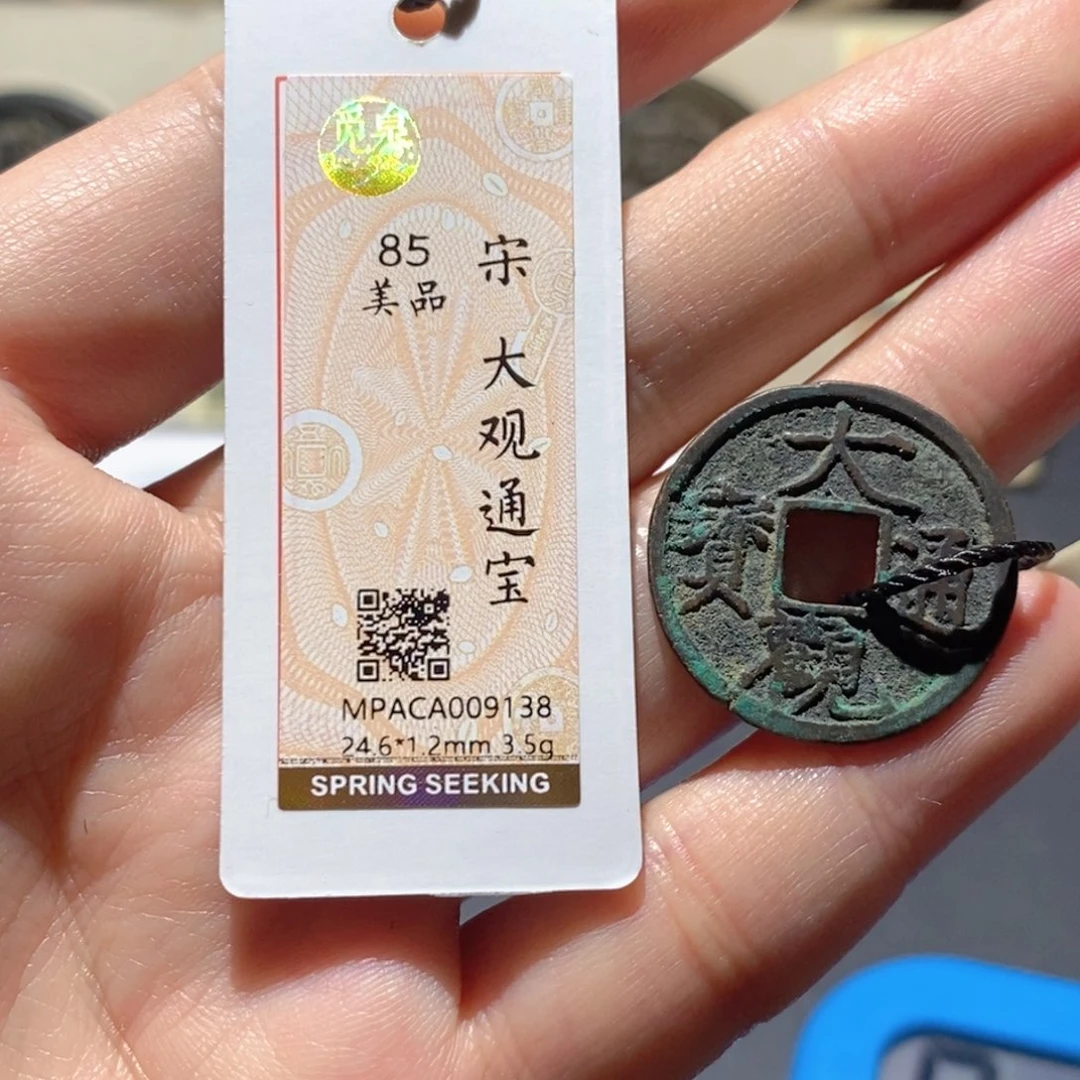 觅泉
85
美品
宋 大观通宝
MPACA009138
24.6*1.2mm 3.5g
SPRING SEEKING
大觀通寶